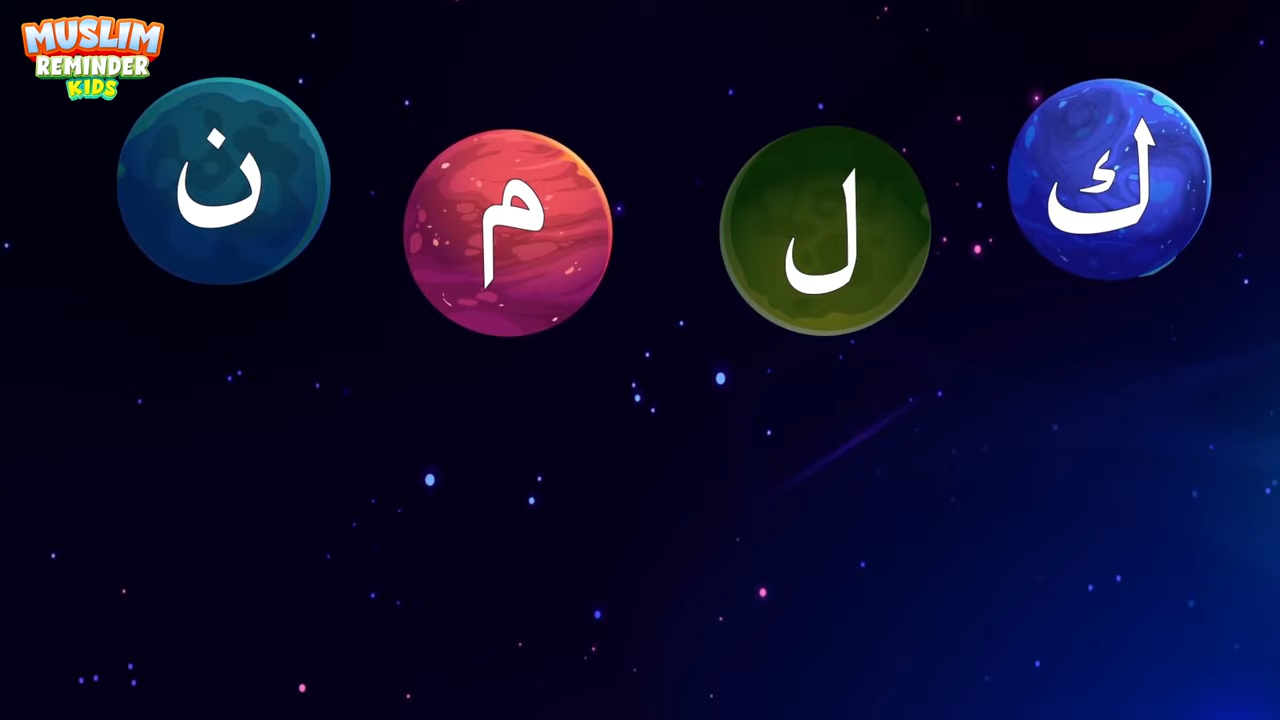 MUSLIM
REMINDER
KIDS
ك ل م ن